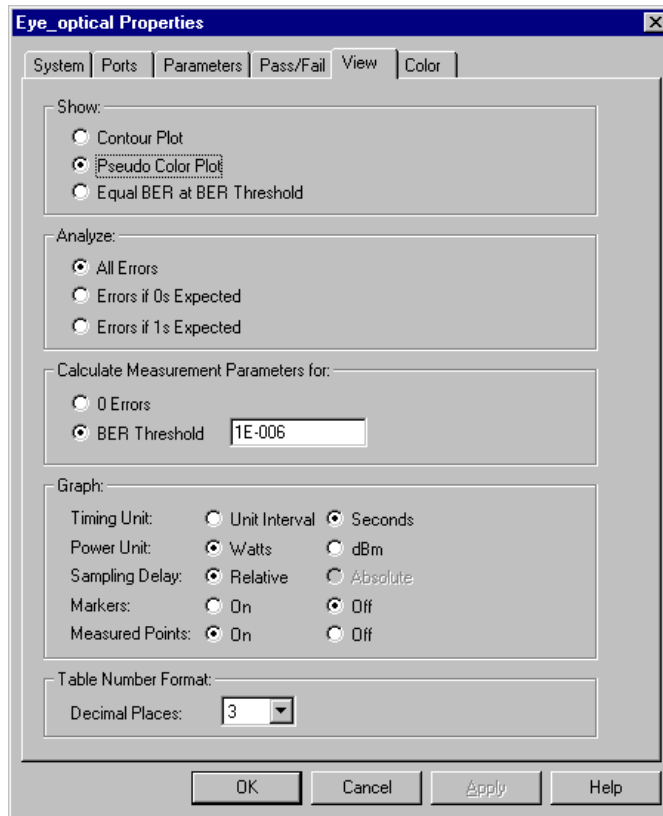 Eye_optical Properties
System Ports Parameters Pass/Fail View Color
Show:
Contour Plot
Pseudo Color Plot
Equal BER at BER Threshold
Analyze:
All Errors
Errors if 0s Expected
Errors if 1s Expected
Calculate Measurement Parameters for:
0 Errors
BER Threshold 1E-006
Graph:
Timing Unit: Unit Interval Seconds
Power Unit: Watts dBm
Sampling Delay: Relative Absolute
Markers: On Off
Measured Points: On Off
Table Number Format:
Decimal Places: 3
OK Cancel Apply Help